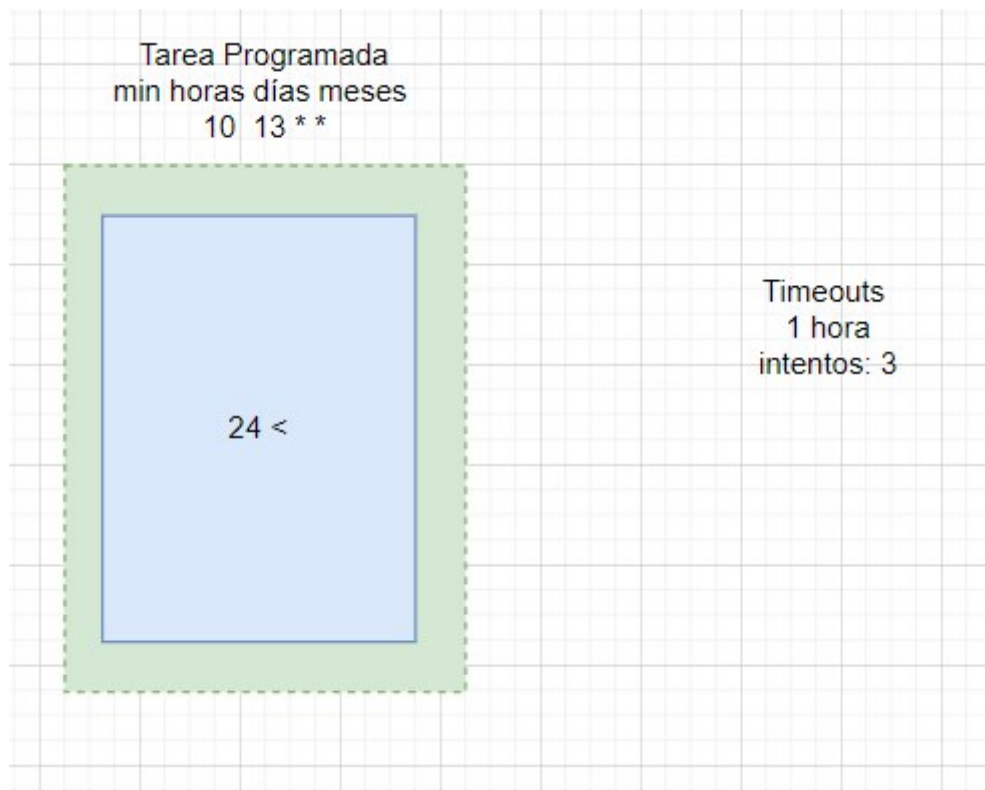 Tarea Programada
min horas días meses
10  13 * *
24 <
Timeouts
1 hora
intentos: 3